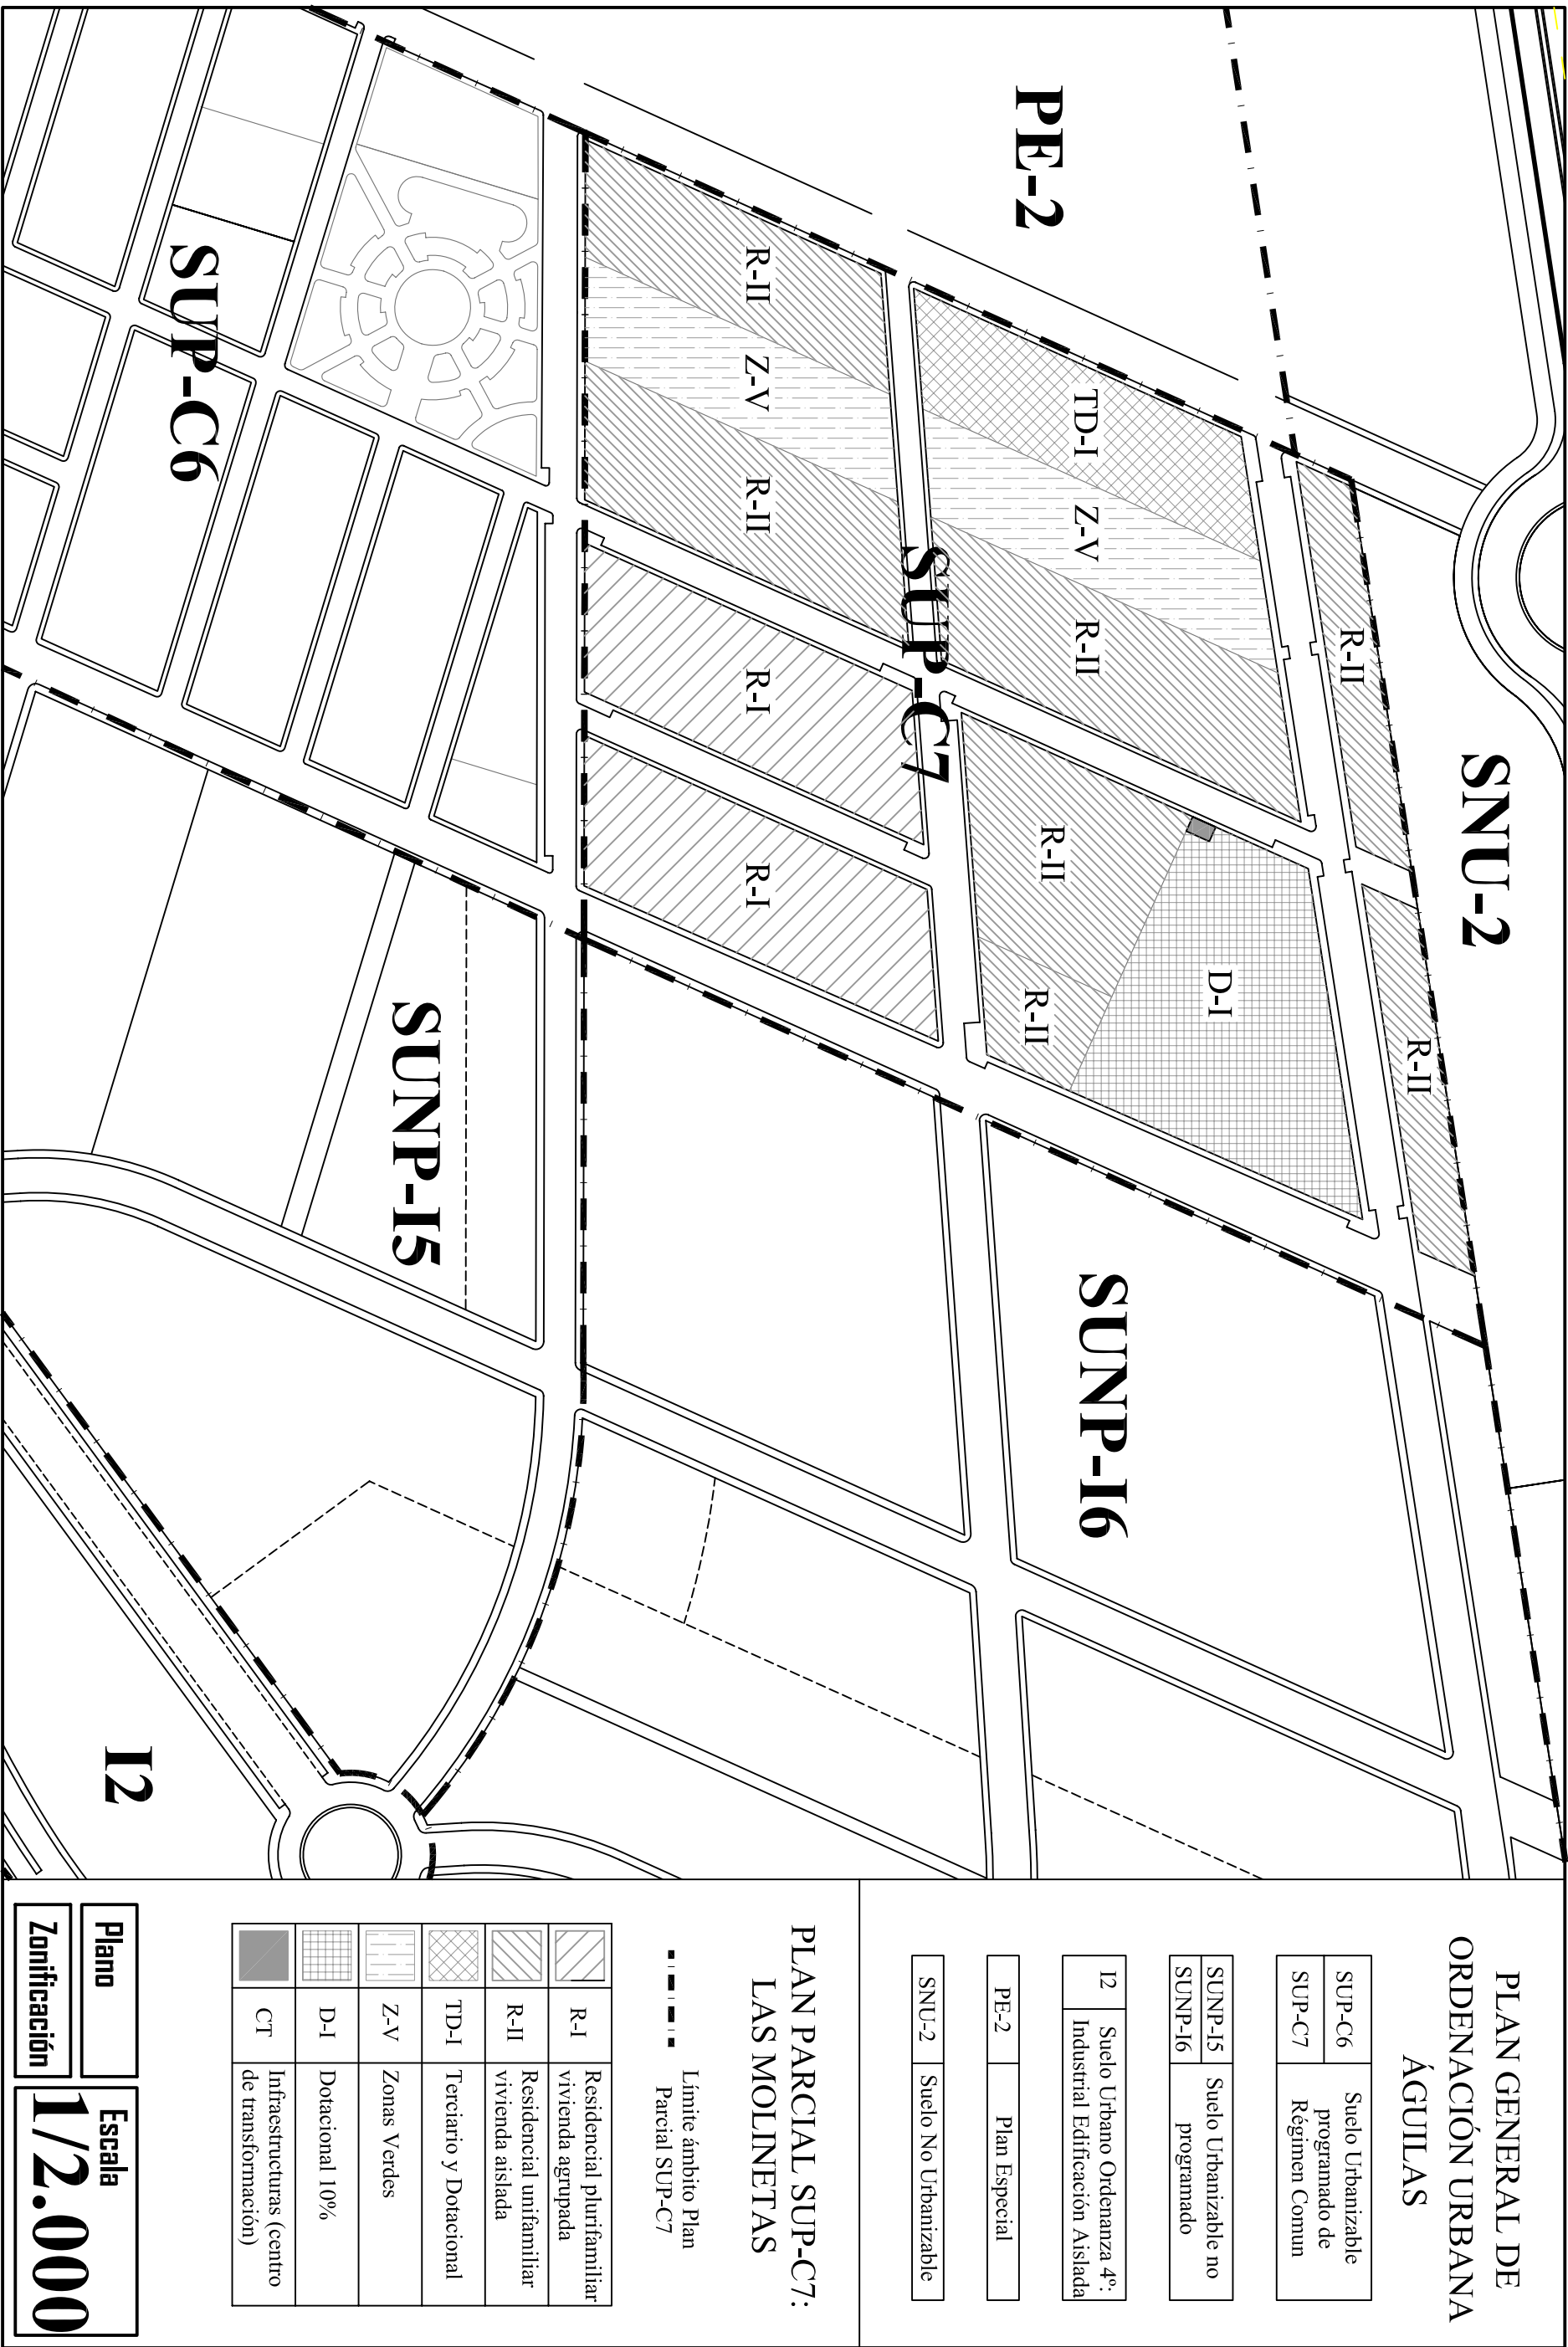 PE-2
SNU-2
SUP-C6
SUP-C7
SUNP-I5
SUNP-I6
I2
R-II
R-II
TD-I
Z-V
R-II
R-II
Z-V
R-II
R-II
R-II
D-I
R-I
R-I
PLAN GENERAL DE
ORDENACIÓN URBANA
ÁGUILAS
SUP-C6
SUP-C7
Suelo Urbanizable
programado de
Régimen Comun
SUNP-I5
SUNP-I6
Suelo Urbanizable no
programado
I2
Suelo Urbano Ordenanza 4º:
Industrial Edificación Aislada
PE-2
Plan Especial
SNU-2
Suelo No Urbanizable
PLAN PARCIAL SUP-C7:
LAS MOLINETAS
Límite ámbito Plan
Parcial SUP-C7
R-I
Residencial plurifamiliar
vivienda agrupada
R-II
Residencial unifamiliar
vivienda aislada
TD-I
Terciario y Dotacional
Z-V
Zonas Verdes
D-I
Dotacional 10%
CT
Infraestructuras (centro
de transformación)
Plano
Zonificación
Escala
1/2.000